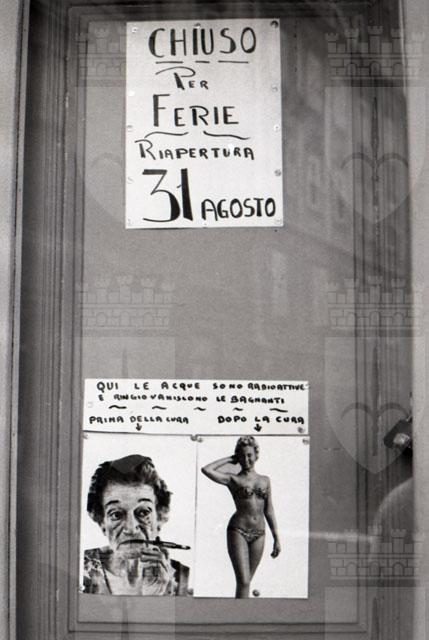 CHIUSO
PER
FERIE
RIAPERTURA
31 AGOSTO
QUI LE ACQUE SONO RADIOATTIVE
E RINGIOVANISCONO LE BAGNANTI
PRIMA DELLA CURA DOPO LA CURA